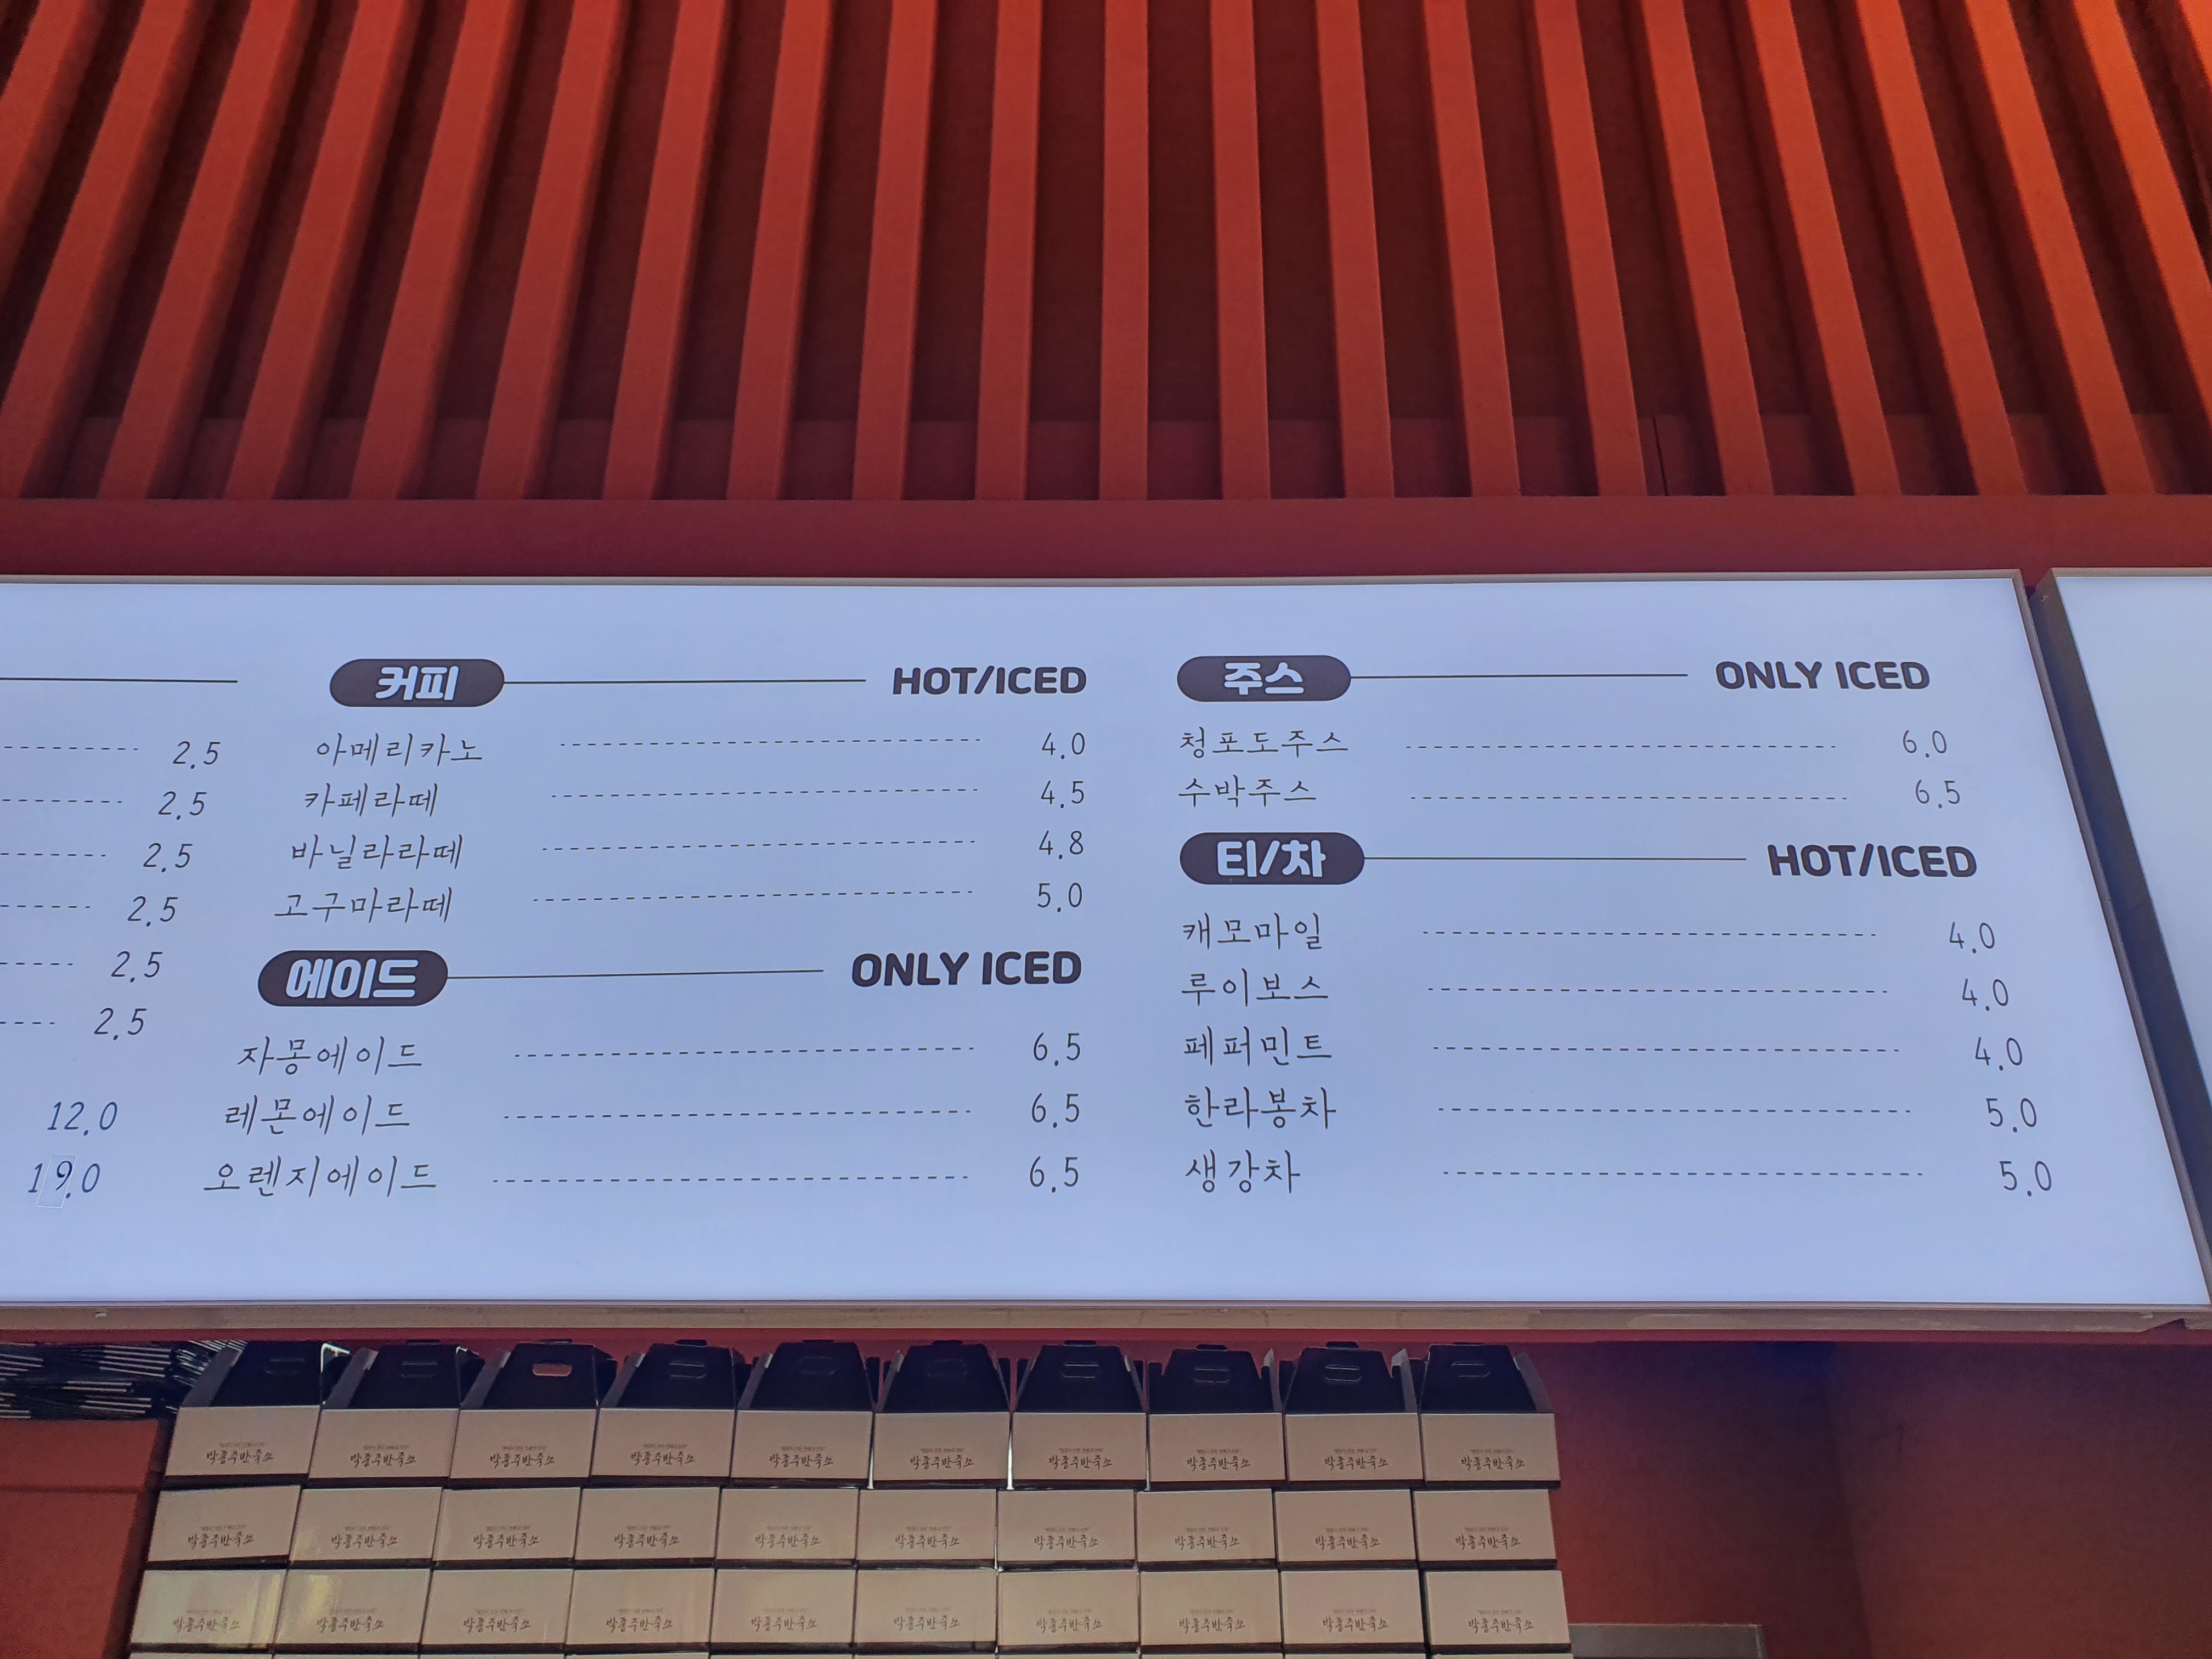 2.5
2.5
2.5
2.5
2.5
2.5
12.0
19.0
커피 HOT/ICED
아메리카노 4.0
카페라떼 4.5
바닐라라떼 4.8
고구마라떼 5.0
에이드 ONLY ICED
자몽에이드 6.5
레몬에이드 6.5
오렌지에이드 6.5
주스 ONLY ICED
청포도주스 6.0
수박주스 6.5
티/차 HOT/ICED
캐모마일 4.0
루이보스 4.0
페퍼민트 4.0
한라봉차 5.0
생강차 5.0